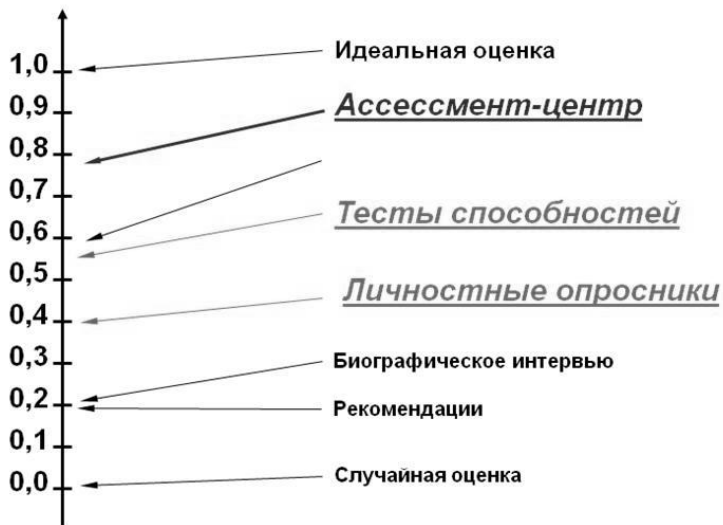 1,0
Идеальная оценка
0,9
Ассессмент-центр
0,8
0,7
Тесты способностей
0,6
0,5
Личностные опросники
0,4
0,3
Биографическое интервью
0,2
Рекомендации
0,1
Случайная оценка
0,0